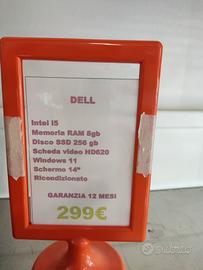 DELL
Intel i5
Memoria RAM 8gb
Disco SSD 256 gb
Scheda video HD620
Windows 11
Schermo 14"
Ricondizionato
GARANZIA 12 MESI
299€
subito